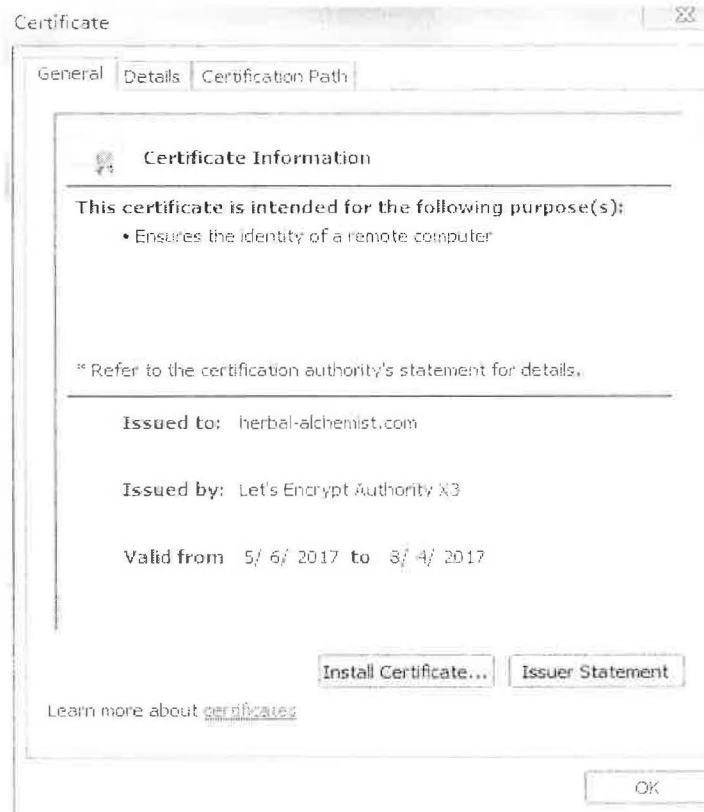 Certificate
General Details Certification Path
Certificate Information
This certificate is intended for the following purpose(s):
• Ensures the identity of a remote computer
* Refer to the certification authority's statement for details.
Issued to: herbal-alchemist.com
Issued by: Let's Encrypt Authority X3
Valid from 5/ 6/ 2017 to 8/ 4/ 2017
Install Certificate... Issuer Statement
Learn more about certificates
OK